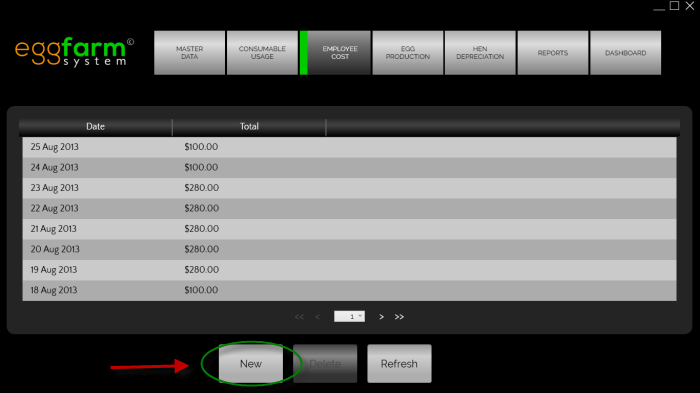 eggfarm©
system
MASTER
DATA
CONSUMABLE
USAGE
EMPLOYEE
COST
EGG
PRODUCTION
HEN
DEPRECIATION
REPORTS
DASHBOARD
Date Total
25 Aug 2013 $100.00
24 Aug 2013 $100.00
23 Aug 2013 $280.00
22 Aug 2013 $280.00
21 Aug 2013 $280.00
20 Aug 2013 $280.00
19 Aug 2013 $280.00
18 Aug 2013 $100.00
<< < 1 > >>
New Delete Refresh